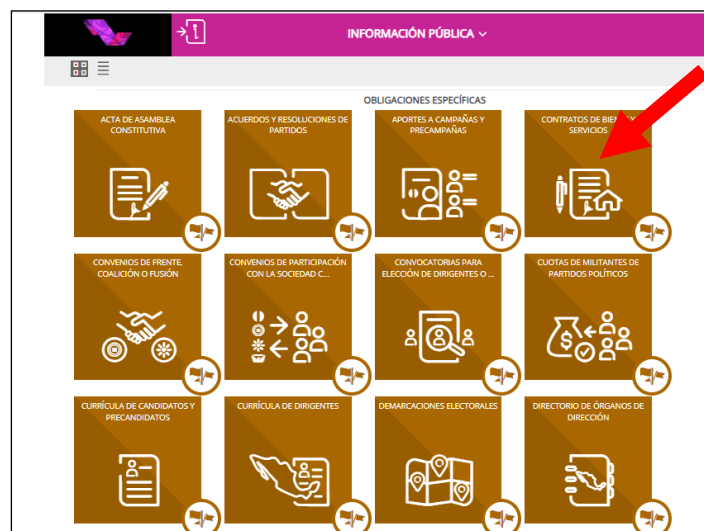 INFORMACIÓN PÚBLICA
OBLIGACIONES ESPECÍFICAS
ACTA DE ASAMBLEA
CONSTITUTIVA
ACUERDOS Y RESOLUCIONES DE
PARTIDOS
APORTES A CAMPAÑAS Y
PRECAMPAÑAS
CONTRATOS DE BIENES Y
SERVICIOS
CONVENIOS DE FRENTE,
COALICIÓN O FUSIÓN
CONVENIOS DE PARTICIPACIÓN
CON LA SOCIEDAD C...
CONVOCATORIAS PARA
ELECCIÓN DE DIRIGENTES O ...
CUOTAS DE MILITANTES DE
PARTIDOS POLÍTICOS
CURRÍCULA DE CANDIDATOS Y
PRECANDIDATOS
CURRÍCULA DE DIRIGENTES
DEMARCACIONES ELECTORALES
DIRECTORIO DE ÓRGANOS DE
DIRECCIÓN